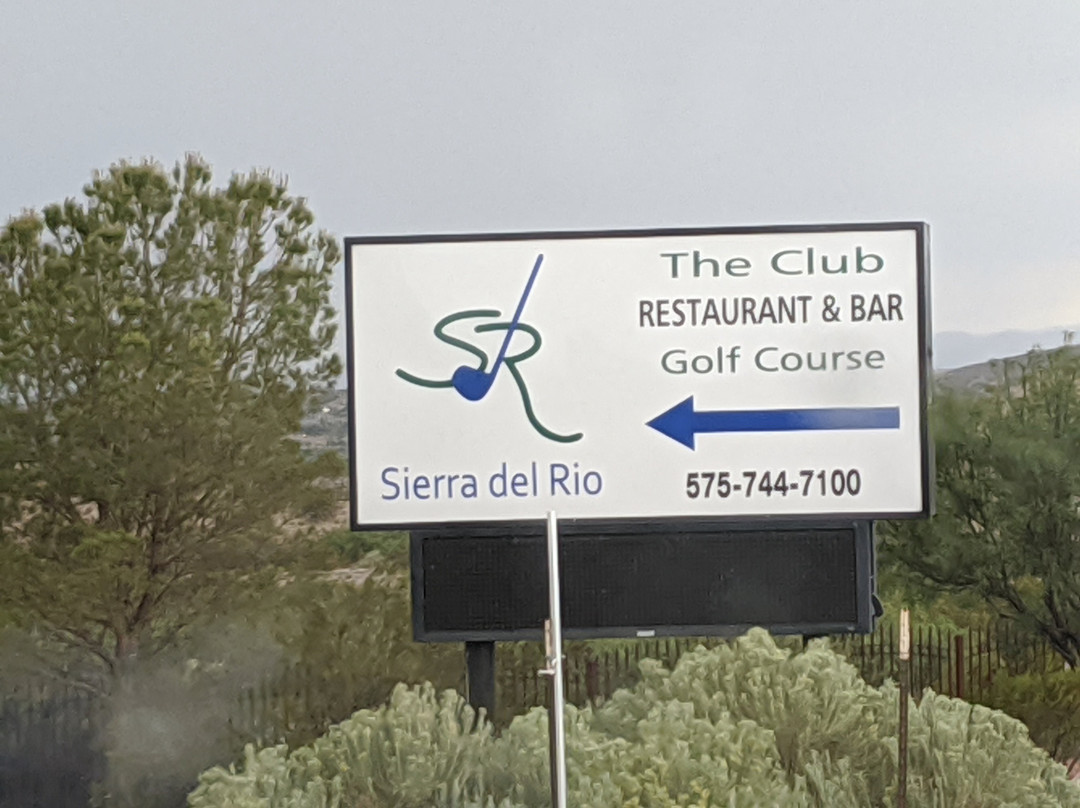 SR
Sierra del Rio
The Club
RESTAURANT & BAR
Golf Course
575-744-7100